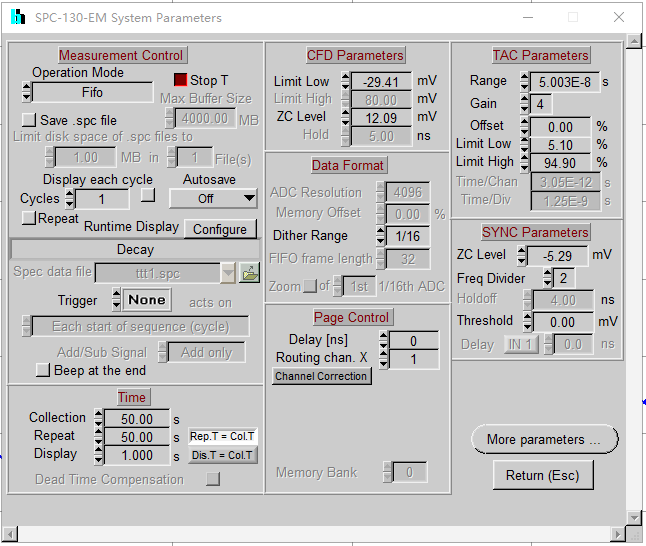 SPC-130-EM System Parameters
Measurement Control
Operation Mode
Fifo
Stop T
Max Buffer Size
Save .spc file
4000.00 MB
Limit disk space of .spc files to
1.00 MB in 1 File(s)
Display each cycle
Autosave
Cycles 1
Off
Repeat
Runtime Display Configure
Decay
Spec data file ttt1.spc
Trigger None acts on
Each start of sequence (cycle)
Add/Sub Signal Add only
Beep at the end
Time
Collection 50.00 s
Repeat 50.00 s Rep.T = Col.T
Display 1.000 s Dis.T = Col.T
Dead Time Compensation
CFD Parameters
Limit Low -29.41 mV
Limit High 80.00 mV
ZC Level 12.09 mV
Hold 5.00 ns
Data Format
ADC Resolution 4096
Memory Offset 0.00 %
Dither Range 1/16
FIFO frame length 32
Zoom of 1st 1/16th ADC
Page Control
Delay [ns] 0
Routing chan. X 1
Channel Correction
Memory Bank 0
TAC Parameters
Range 5.003E-8 s
Gain 4
Offset 0.00 %
Limit Low 5.10 %
Limit High 94.90 %
Time/Chan 3.05E-12 s
Time/Div 1.25E-9 s
SYNC Parameters
ZC Level -5.29 mV
Freq Divider 2
Holdoff 4.00 ns
Threshold 0.00 mV
Delay IN 1 0.0 ns
More parameters ...
Return (Esc)